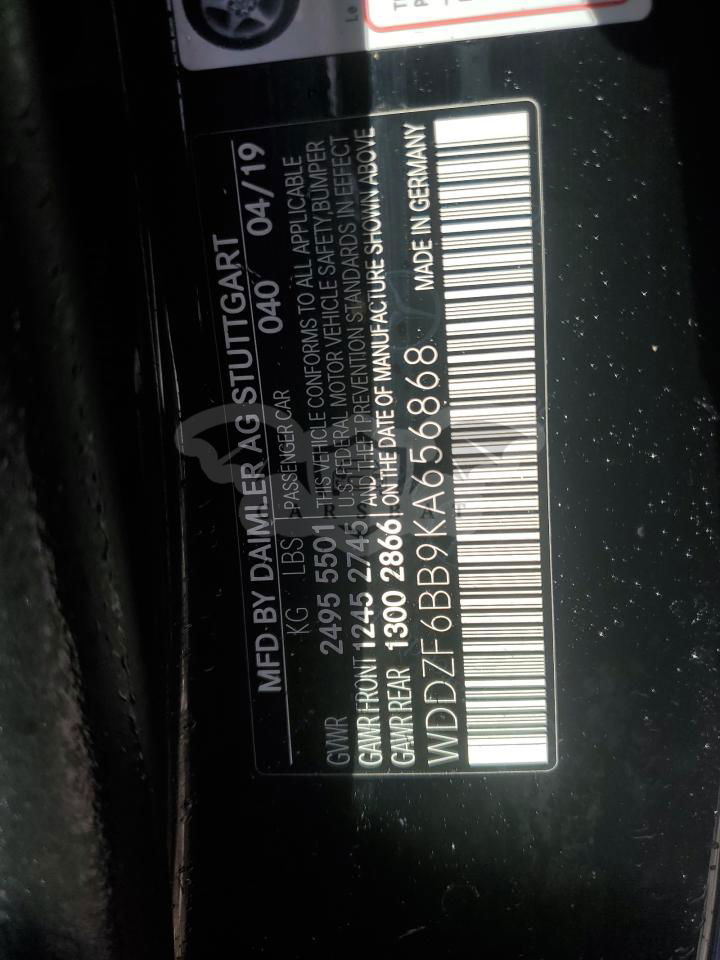 MFD BY DAIMLER AG STUTTGART
040 04/19
KG LBS PASSENGER CAR
GVWR 2495 5501 THIS VEHICLE CONFORMS TO ALL APPLICABLE
U.S. FEDERAL MOTOR VEHICLE SAFETY, BUMPER
GAWR FRONT 1245 2745 AND THEFT PREVENTION STANDARDS IN EFFECT
GAWR REAR 1300 2866 ON THE DATE OF MANUFACTURE SHOWN ABOVE
WDDZF6BB9KA656868 MADE IN GERMANY